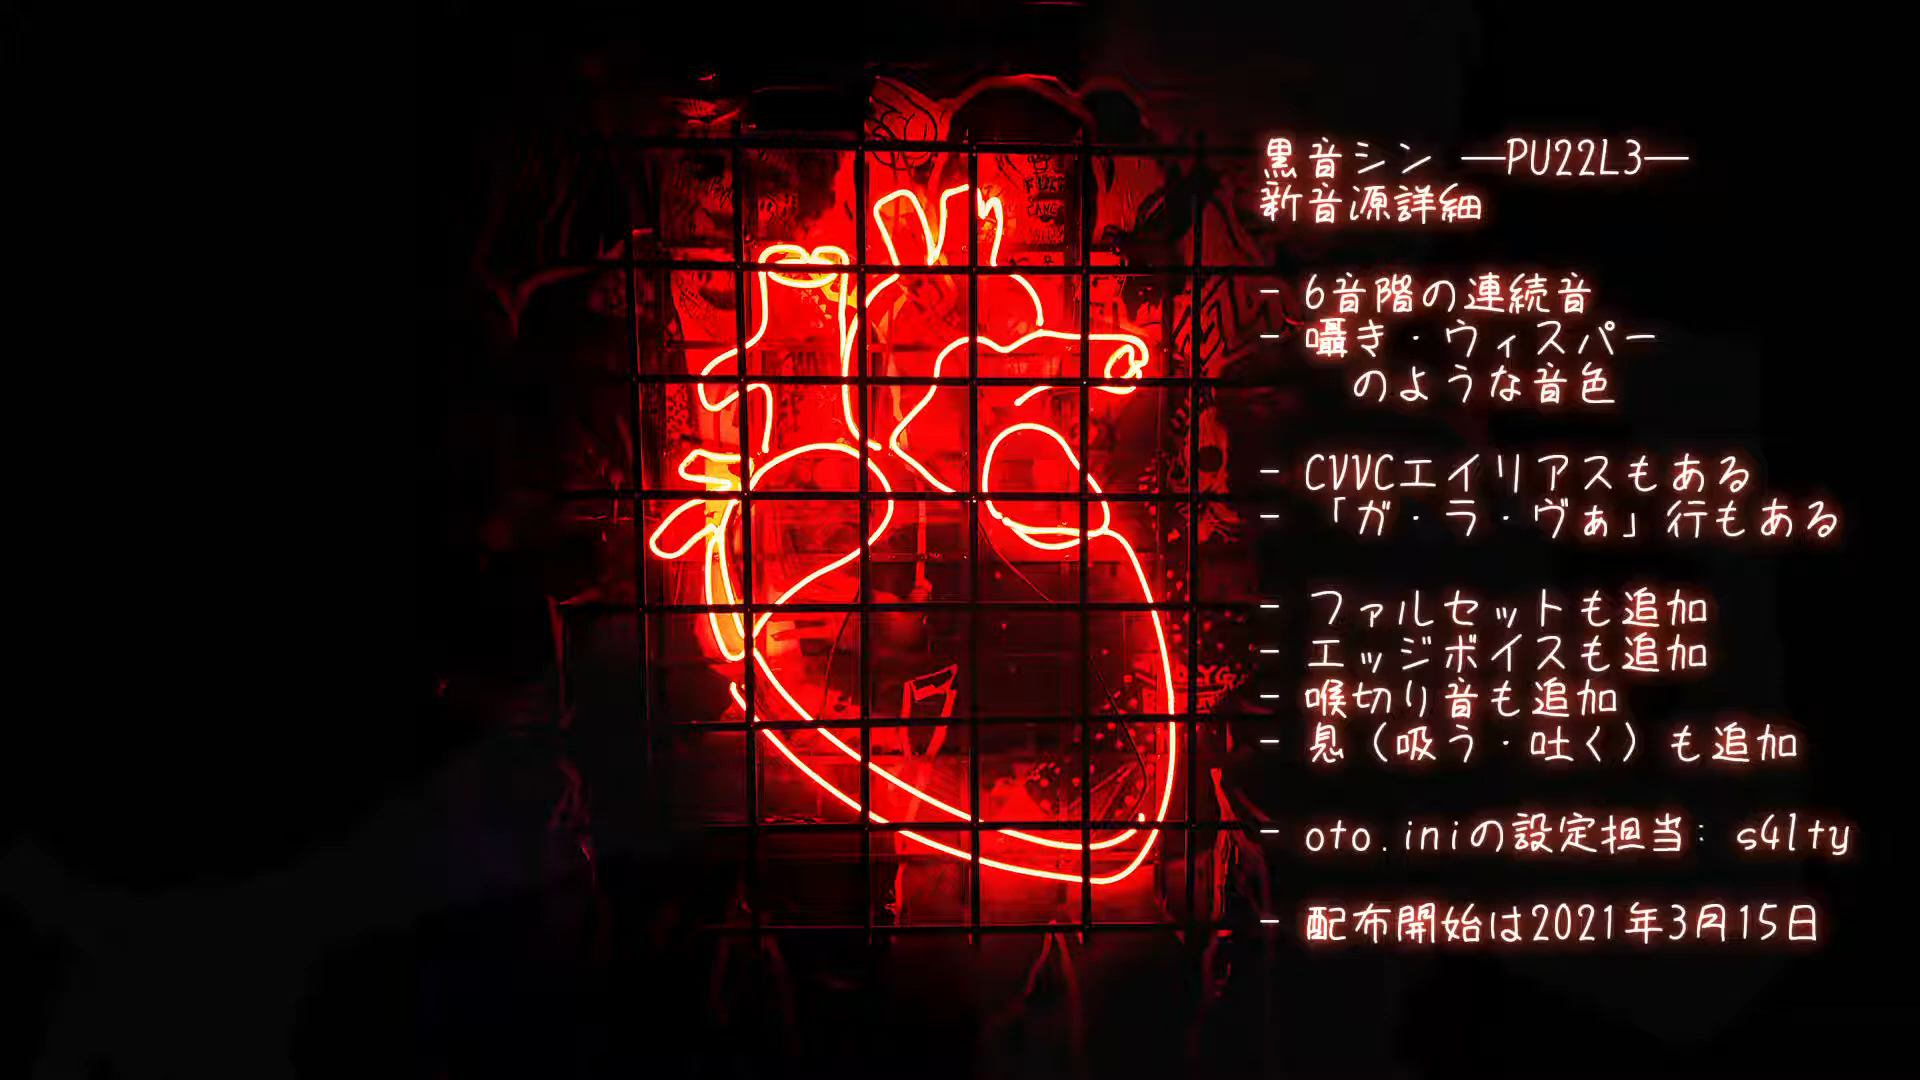 黒音シン ―PU22L3―
新音源詳細
- 6音階の連続音
- 囁き・ウィスパー
のような音色
- CVVCエイリアスもある
- 「ガ・ラ・ヴぁ」行もある
- ファルセットも追加
- エッジボイスも追加
- 喉切り音も追加
- 息（吸う・吐く）も追加
- oto.iniの設定担当: s4lty
- 配布開始は2021年3月15日